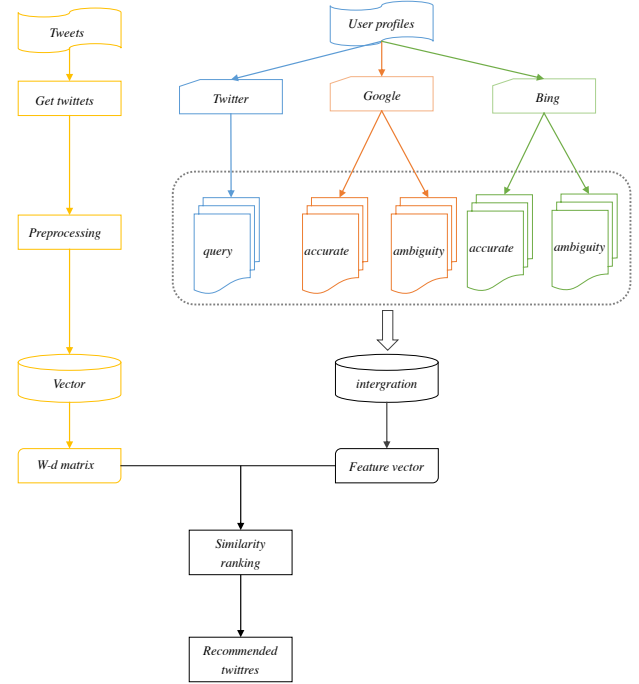 Tweets
User profiles
Get twittets
Twitter
Google
Bing
Preprocessing
query
accurate
ambiguity
accurate
ambiguity
Vector
intergration
W-d matrix
Feature vector
Similarity
ranking
Recommended
twittres